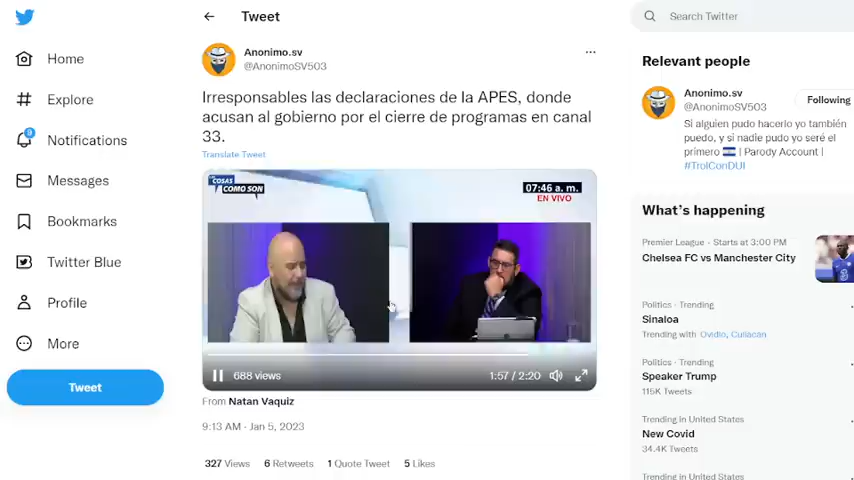 Tweet
Search Twitter
Home
Explore
9
Notifications
Messages
Bookmarks
Twitter Blue
Profile
More
Tweet
Anonimo.sv
@AnonimoSV503
Irresponsables las declaraciones de la APES, donde
acusan al gobierno por el cierre de programas en canal
33.
Translate Tweet
COSAS
COMO SON
07:46 a. m.
EN VIVO
688 views
1:57 / 2:20
From Natan Vaquiz
9:13 AM · Jan 5, 2023
327 Views 6 Retweets 1 Quote Tweet 5 Likes
Relevant people
Anonimo.sv
@AnonimoSV503
Following
Si alguien pudo hacerlo yo también
puedo, y si nadie pudo yo seré el
primero 🇸🇻 | Parody Account |
#TrolConDUI
What's happening
Premier League · Starts at 3:00 PM
Chelsea FC vs Manchester City
Politics · Trending
Sinaloa
Trending with Ovidio, Culiacan
Politics · Trending
Speaker Trump
115K Tweets
Trending in United States
New Covid
34.4K Tweets
Trending in United States